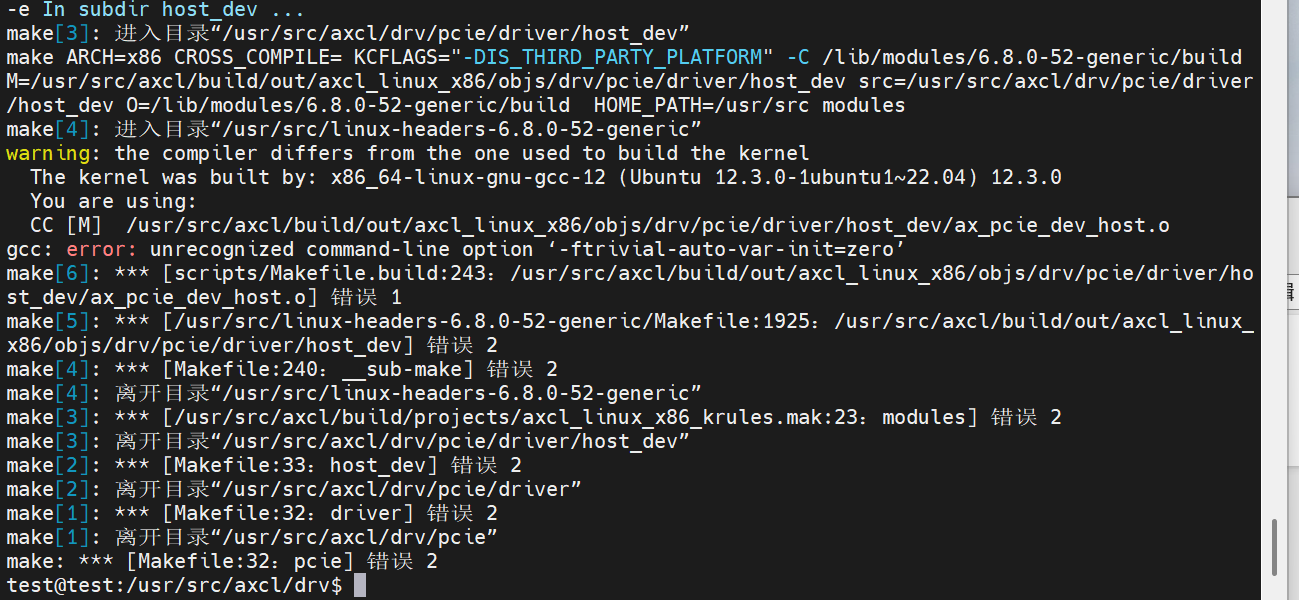 -e In subdir host_dev ...
make[3]: 进入目录“/usr/src/axcl/drv/pcie/driver/host_dev”
make ARCH=x86 CROSS_COMPILE= KCFLAGS="-DIS_THIRD_PARTY_PLATFORM" -C /lib/modules/6.8.0-52-generic/build
M=/usr/src/axcl/build/out/axcl_linux_x86/objs/drv/pcie/driver/host_dev src=/usr/src/axcl/drv/pcie/driver
/host_dev O=/lib/modules/6.8.0-52-generic/build  HOME_PATH=/usr/src modules
make[4]: 进入目录“/usr/src/linux-headers-6.8.0-52-generic”
warning: the compiler differs from the one used to build the kernel
  The kernel was built by: x86_64-linux-gnu-gcc-12 (Ubuntu 12.3.0-1ubuntu1~22.04) 12.3.0
  You are using:
  CC [M]  /usr/src/axcl/build/out/axcl_linux_x86/objs/drv/pcie/driver/host_dev/ax_pcie_dev_host.o
gcc: error: unrecognized command-line option ‘-ftrivial-auto-var-init=zero’
make[6]: *** [scripts/Makefile.build:243：/usr/src/axcl/build/out/axcl_linux_x86/objs/drv/pcie/driver/ho
st_dev/ax_pcie_dev_host.o] 错误 1
make[5]: *** [/usr/src/linux-headers-6.8.0-52-generic/Makefile:1925：/usr/src/axcl/build/out/axcl_linux_
x86/objs/drv/pcie/driver/host_dev] 错误 2
make[4]: *** [Makefile:240：__sub-make] 错误 2
make[4]: 离开目录“/usr/src/linux-headers-6.8.0-52-generic”
make[3]: *** [/usr/src/axcl/build/projects/axcl_linux_x86_krules.mak:23：modules] 错误 2
make[3]: 离开目录“/usr/src/axcl/drv/pcie/driver/host_dev”
make[2]: *** [Makefile:33：host_dev] 错误 2
make[2]: 离开目录“/usr/src/axcl/drv/pcie/driver”
make[1]: *** [Makefile:32：driver] 错误 2
make[1]: 离开目录“/usr/src/axcl/drv/pcie”
make: *** [Makefile:32：pcie] 错误 2
test@test:/usr/src/axcl/drv$